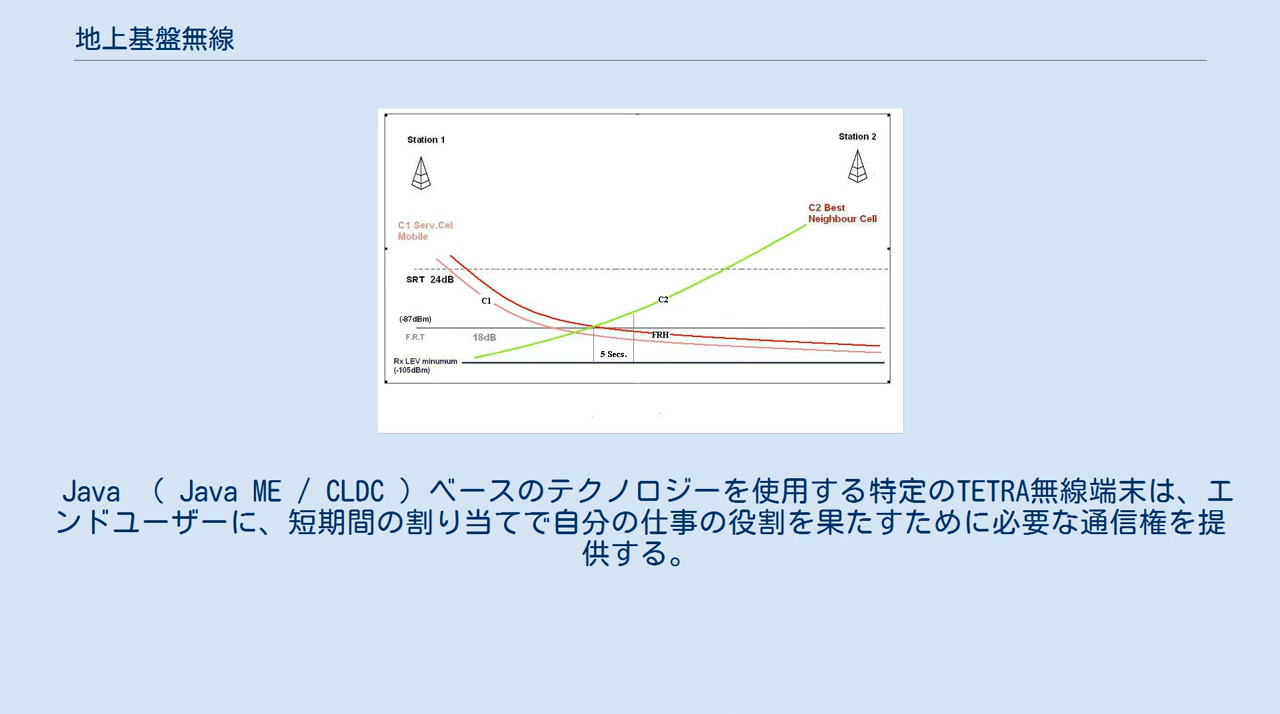 地上基盤無線
Station 1
Station 2
C2 Best
Neighbour Cell
C1 Serv.Cel
Mobile
SRT 24dB
C1
C2
(-87dBm)
F.R.T 18dB
FRH
5 Secs.
Rx LEV minumum
(-105dBm)
Java ( Java ME / CLDC ) ベースのテクノロジーを使用する特定のTETRA無線端末は、エ
ンドユーザーに、短期間の割り当てで自分の仕事の役割を果たすために必要な通信権を提
供する。